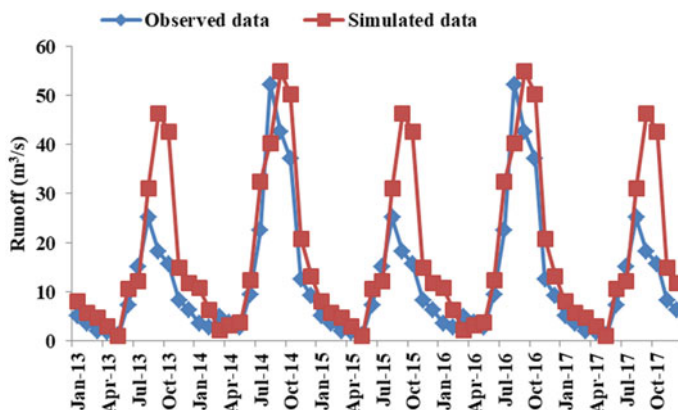 Observed data Simulated data
60
50
40
30
20
10
0
Runoff (m³/s)
Jan-13 Apr-13 Jul-13 Oct-13 Jan-14 Apr-14 Jul-14 Oct-14 Jan-15 Apr-15 Jul-15 Oct-15 Jan-16 Apr-16 Jul-16 Oct-16 Jan-17 Apr-17 Jul-17 Oct-17